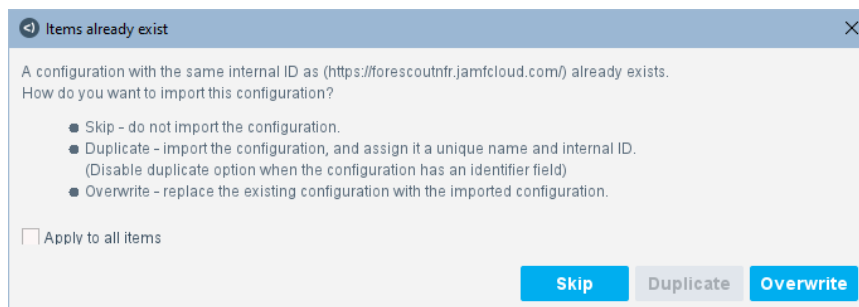 Items already exist
A configuration with the same internal ID as (https://forescoutnfr.jamfcloud.com/) already exists.
How do you want to import this configuration?
Skip - do not import the configuration.
Duplicate - import the configuration, and assign it a unique name and internal ID.
(Disable duplicate option when the configuration has an identifier field)
Overwrite - replace the existing configuration with the imported configuration.
Apply to all items
Skip Duplicate Overwrite